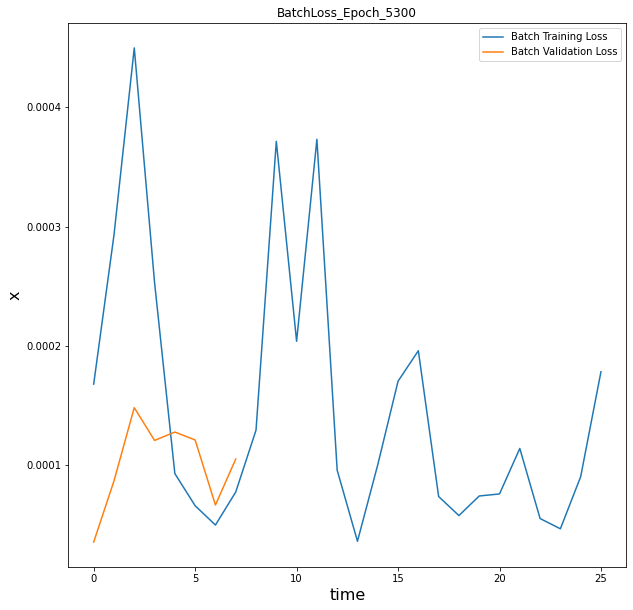 BatchLoss_Epoch_5300
Batch Training Loss
Batch Validation Loss
0.0004
0.0003
x
0.0002
0.0001
0 5 10 15 20 25
time